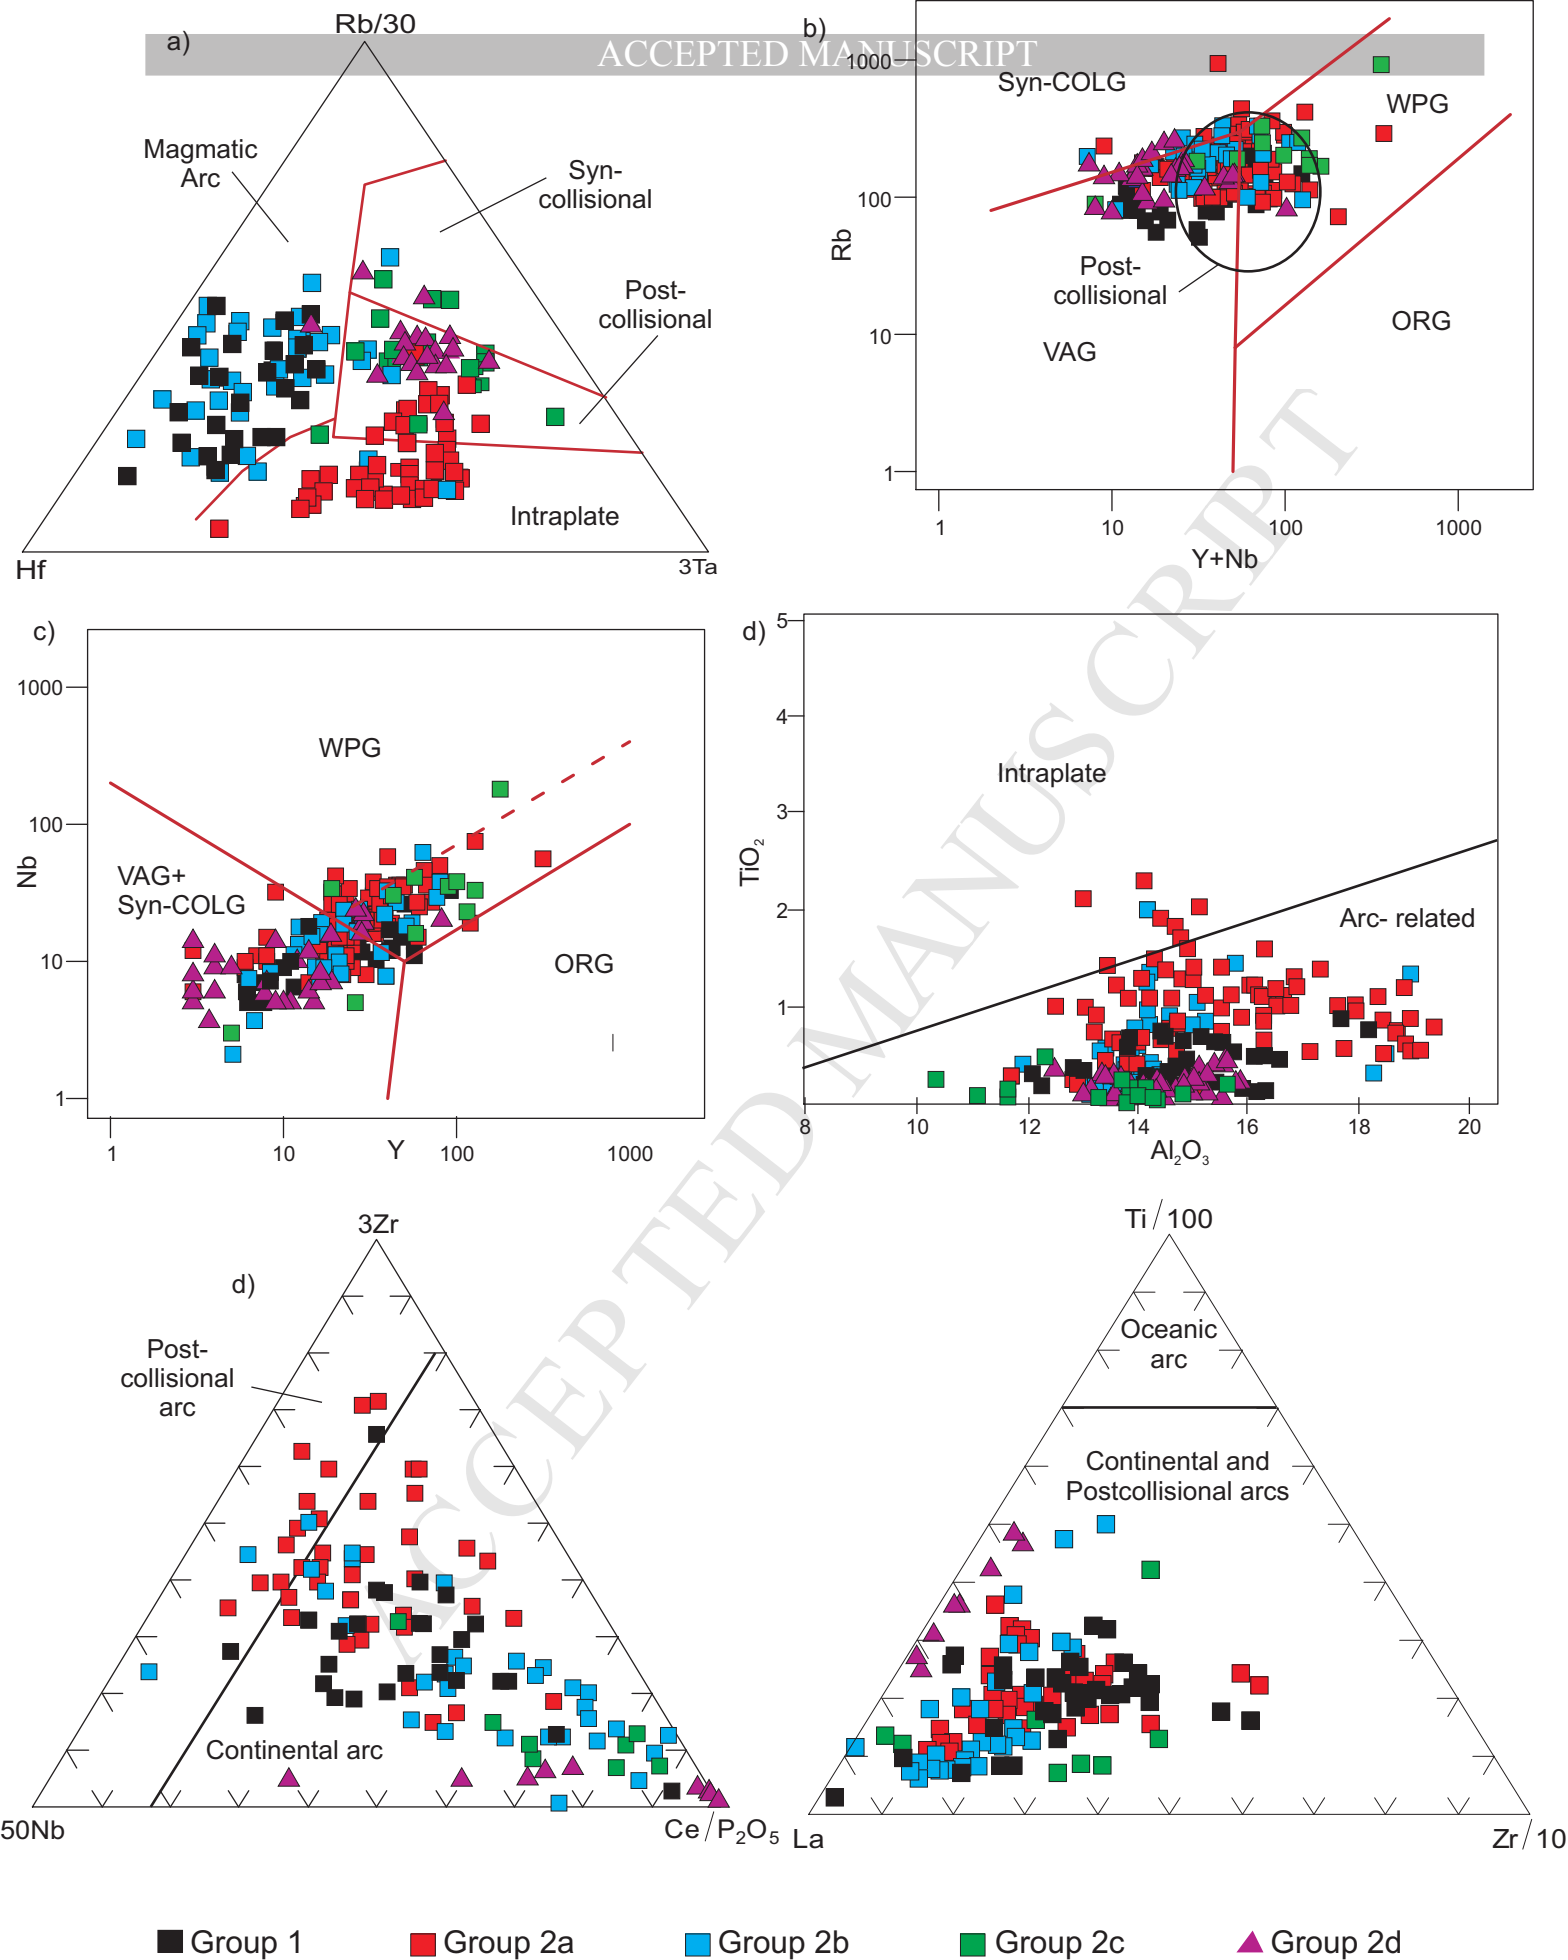 ACCEPTED MANUSCRIPT
a)
Rb/30
Magmatic
Arc
Syn-
collisional
Post-
collisional
Intraplate
Hf
3Ta
b)
1000
100
10
1
Rb
Syn-COLG
WPG
Post-
collisional
VAG
ORG
1
10
100
1000
Y+Nb
c)
1000
100
10
1
Nb
WPG
VAG+
Syn-COLG
ORG
1
10
Y
100
1000
d)
5
4
3
2
1
TiO2
Intraplate
Arc- related
8
10
12
14
16
18
20
Al2O3
d)
3Zr
Post-
collisional
arc
Continental arc
50Nb
Ce/P2O5
Ti/100
Oceanic
arc
Continental and
Postcollisional arcs
La
Zr/10
Group 1
Group 2a
Group 2b
Group 2c
Group 2d
ACCEPTED MANUSCRIPT